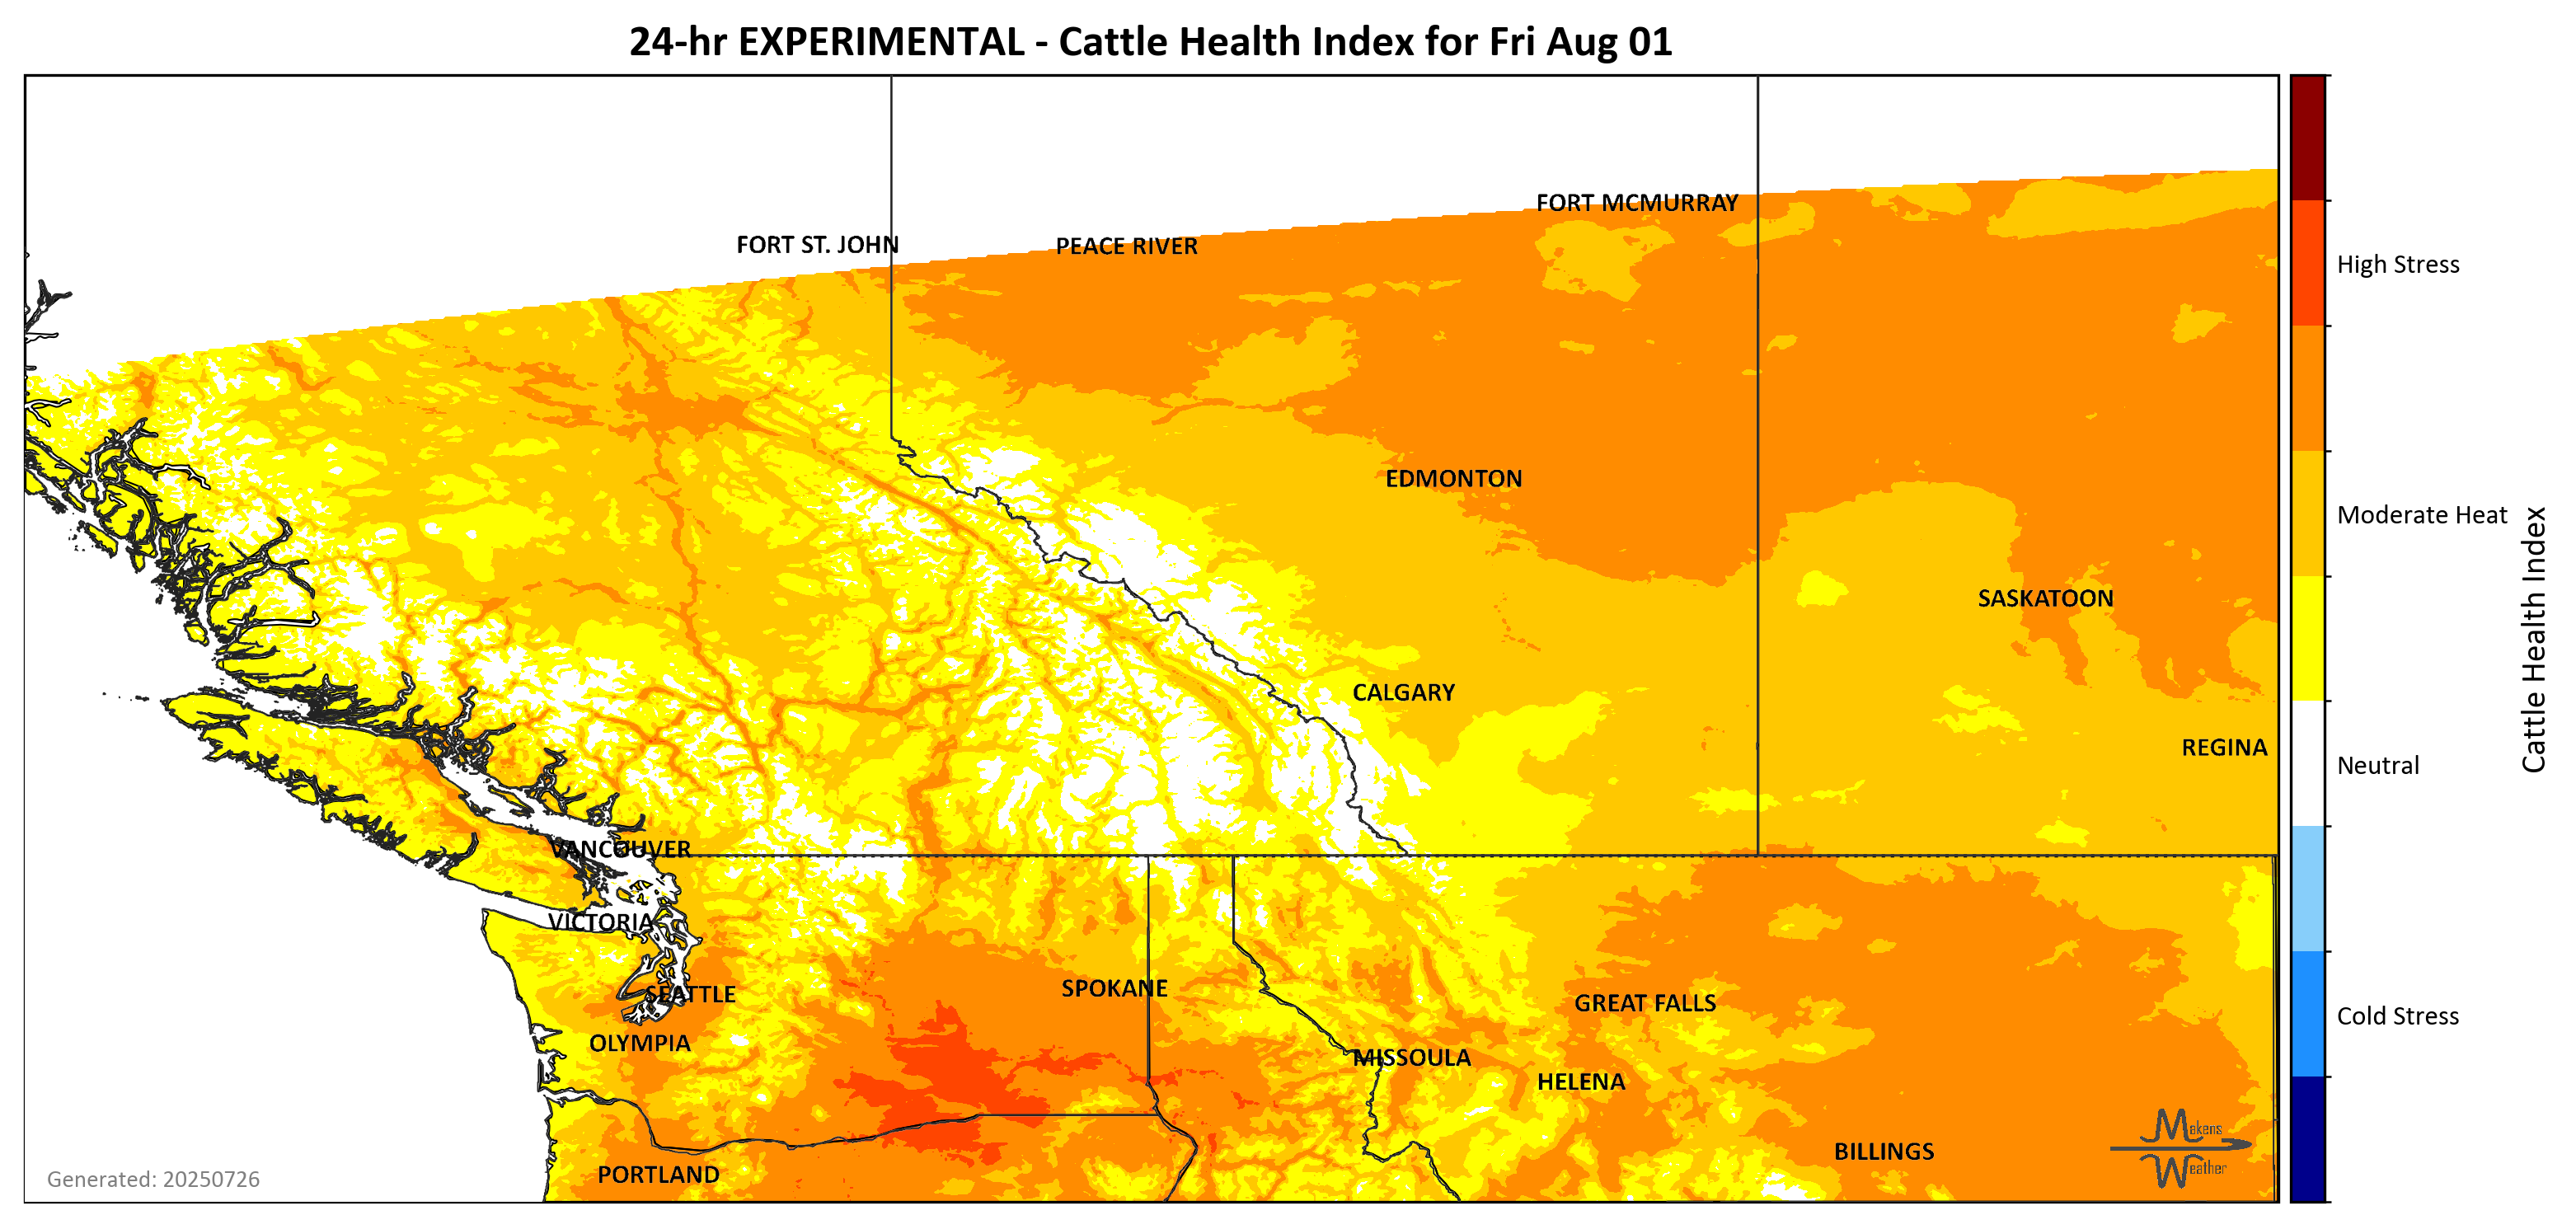 24-hr EXPERIMENTAL - Cattle Health Index for Fri Aug 01
FORT MCMURRAY
FORT ST. JOHN
PEACE RIVER
High Stress
EDMONTON
Moderate Heat
SASKATOON
CALGARY
Cattle Health Index
REGINA
Neutral
VANCOUVER
VICTORIA
SPOKANE
SEATTLE
GREAT FALLS
Cold Stress
OLYMPIA
MISSOULA
HELENA
Makens
Weather
BILLINGS
PORTLAND
Generated: 20250726